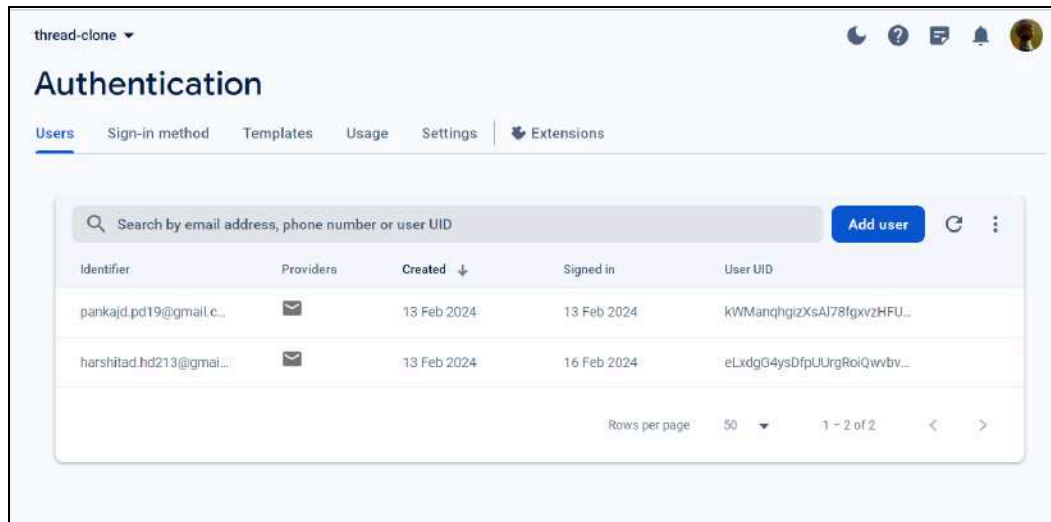 thread-clone
Authentication
Users Sign-in method Templates Usage Settings Extensions
Search by email address, phone number or user UID Add user
Identifier Providers Created Signed in User UID
pankajd.pd19@gmail.c... 13 Feb 2024 13 Feb 2024 kWManqhgizXsAl78fgxvzHFU...
harshitad.hd213@gmai... 13 Feb 2024 16 Feb 2024 eLxdgG4ysDfpUUrgRoiQwvbv...
Rows per page 50 1 – 2 of 2